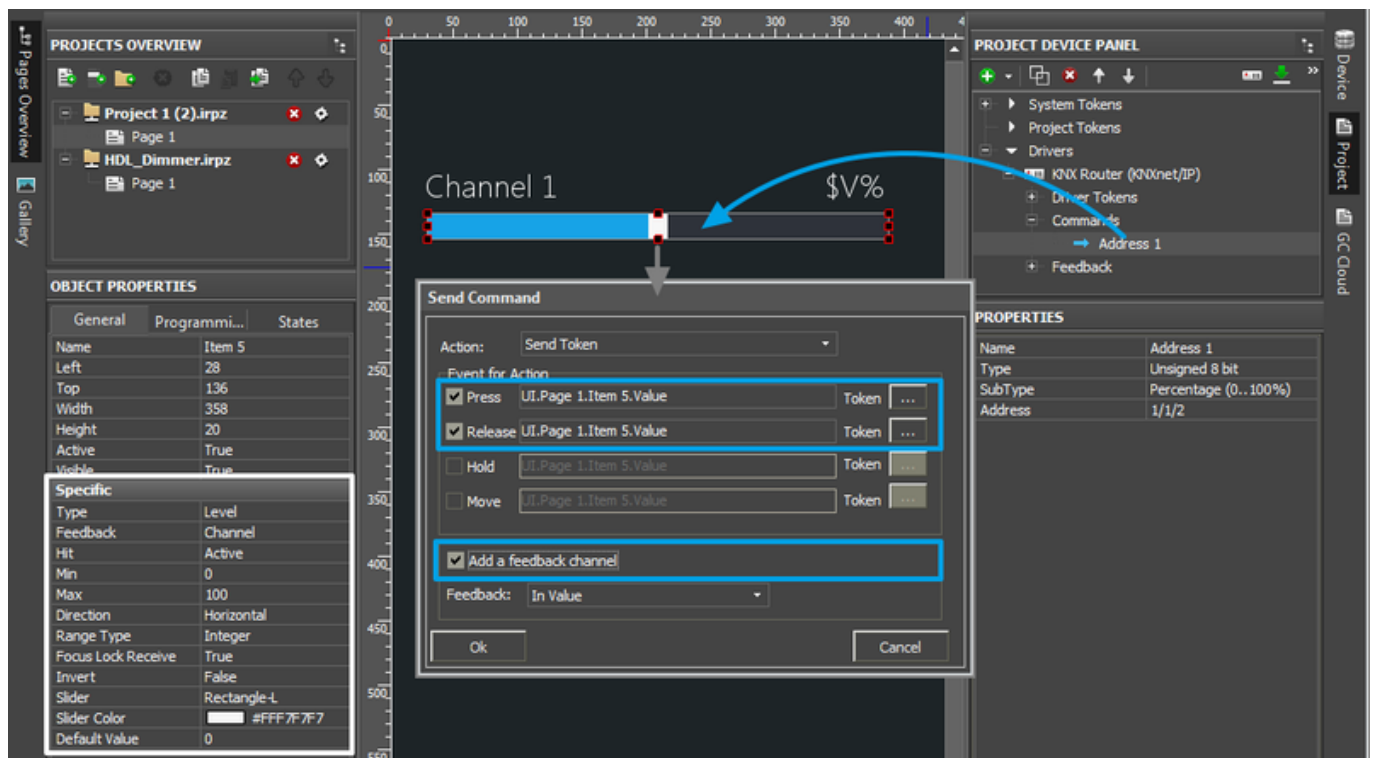 Pages Overview
Gallery
PROJECTS OVERVIEW
Project 1 (2).irpz
Page 1
HDL_Dimmer.irpz
Page 1
OBJECT PROPERTIES
General Programmi... States
Name Item 5
Left 28
Top 136
Width 358
Height 20
Active True
Visible True
Specific
Type Level
Feedback Channel
Hit Active
Min 0
Max 100
Direction Horizontal
Range Type Integer
Focus Lock Receive True
Invert False
Slider Rectangle-L
Slider Color #FFF7F7F7
Default Value 0
0 50 100 150 200 250 300 350 400 4
0
50
100
150
200
250
300
350
400
450
500
550
Channel 1 $V%
Send Command
Action: Send Token
Event for Action
Press UI.Page 1.Item 5.Value Token ...
Release UI.Page 1.Item 5.Value Token ...
Hold UI.Page 1.Item 5.Value Token ...
Move UI.Page 1.Item 5.Value Token ...
Add a feedback channel
Feedback: In Value
Ok Cancel
PROJECT DEVICE PANEL
System Tokens
Project Tokens
Drivers
KNX Router (KNXnet/IP)
Driver Tokens
Commands
Address 1
Feedback
PROPERTIES
Name Address 1
Type Unsigned 8 bit
SubType Percentage (0..100%)
Address 1/1/2
Device
Project
GC Cloud